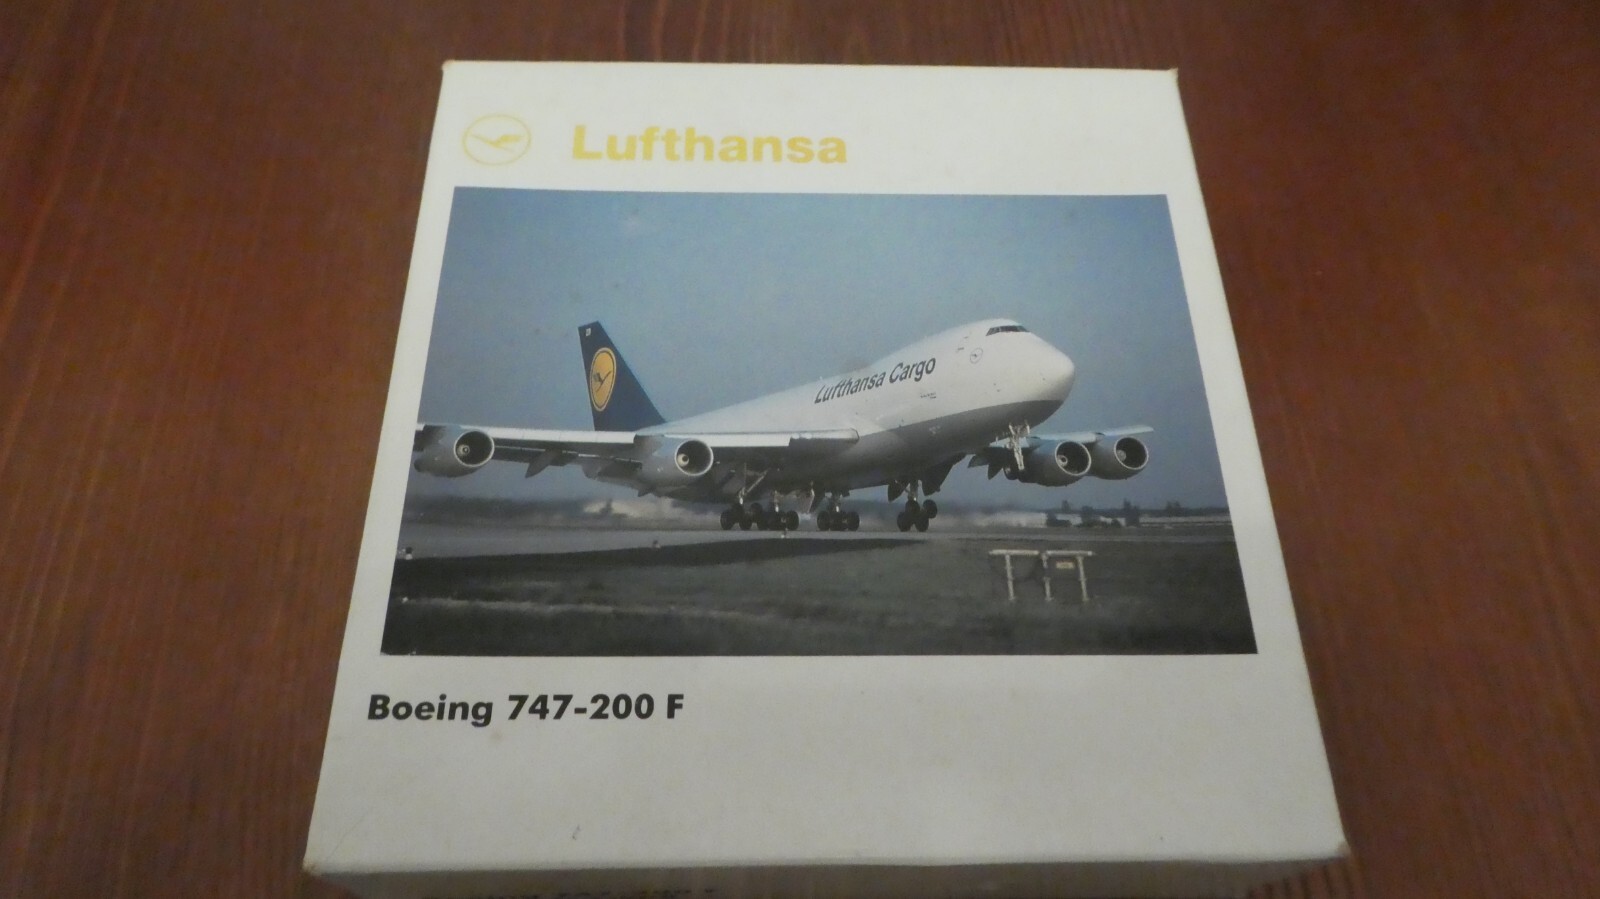 Lufthansa
Lufthansa Cargo
Boeing 747-200 F